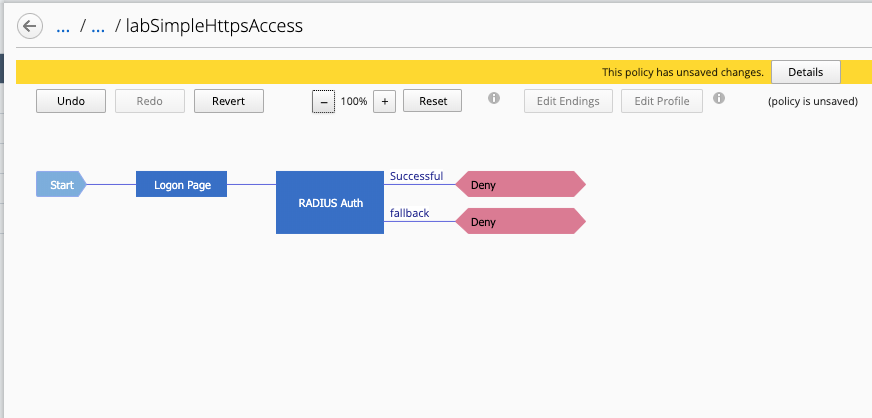 ... / ... / labSimpleHttpsAccess
This policy has unsaved changes. Details
Undo Redo Revert – 100% + Reset i Edit Endings Edit Profile i (policy is unsaved)
Start Logon Page RADIUS Auth Successful Deny
fallback Deny